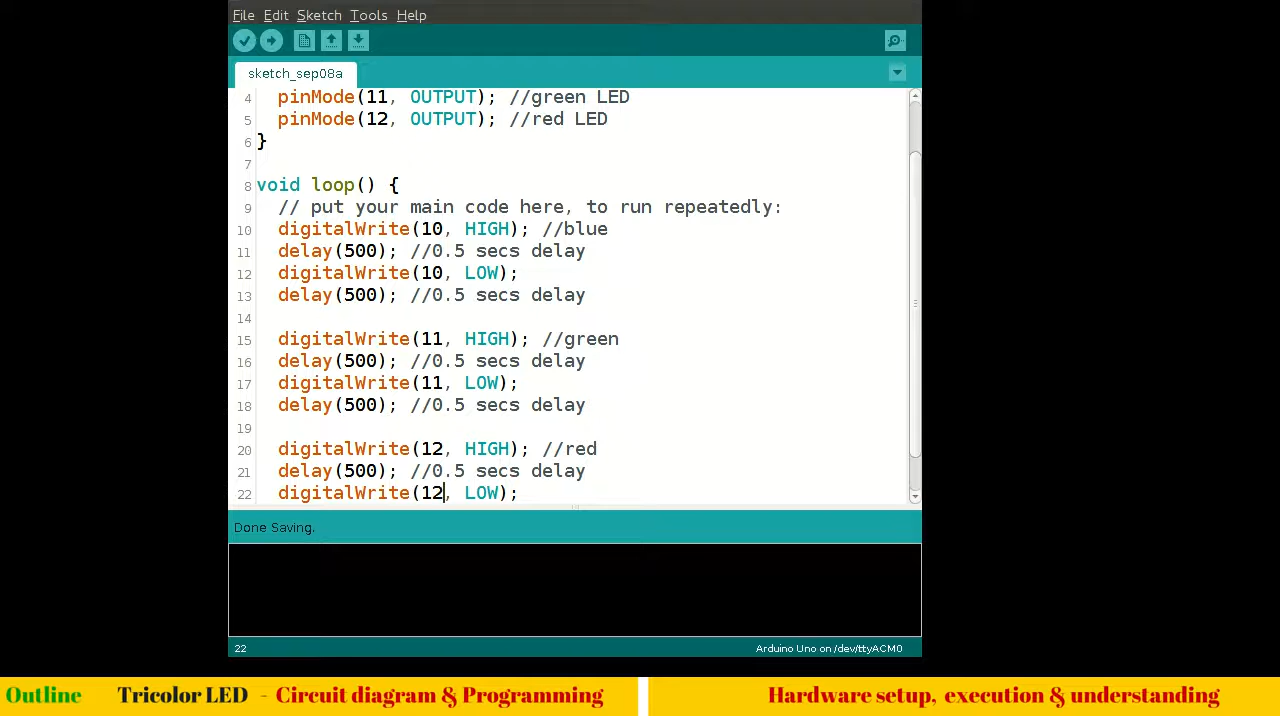 File Edit Sketch Tools Help
sketch_sep08a
4 pinMode(11, OUTPUT); //green LED
5 pinMode(12, OUTPUT); //red LED
6 }
7
8 void loop() {
9 // put your main code here, to run repeatedly:
10 digitalWrite(10, HIGH); //blue
11 delay(500); //0.5 secs delay
12 digitalWrite(10, LOW);
13 delay(500); //0.5 secs delay
14
15 digitalWrite(11, HIGH); //green
16 delay(500); //0.5 secs delay
17 digitalWrite(11, LOW);
18 delay(500); //0.5 secs delay
19
20 digitalWrite(12, HIGH); //red
21 delay(500); //0.5 secs delay
22 digitalWrite(12, LOW);
Done Saving.
22 Arduino Uno on /dev/ttyACM0
Outline Tricolor LED - Circuit diagram & Programming Hardware setup, execution & understanding